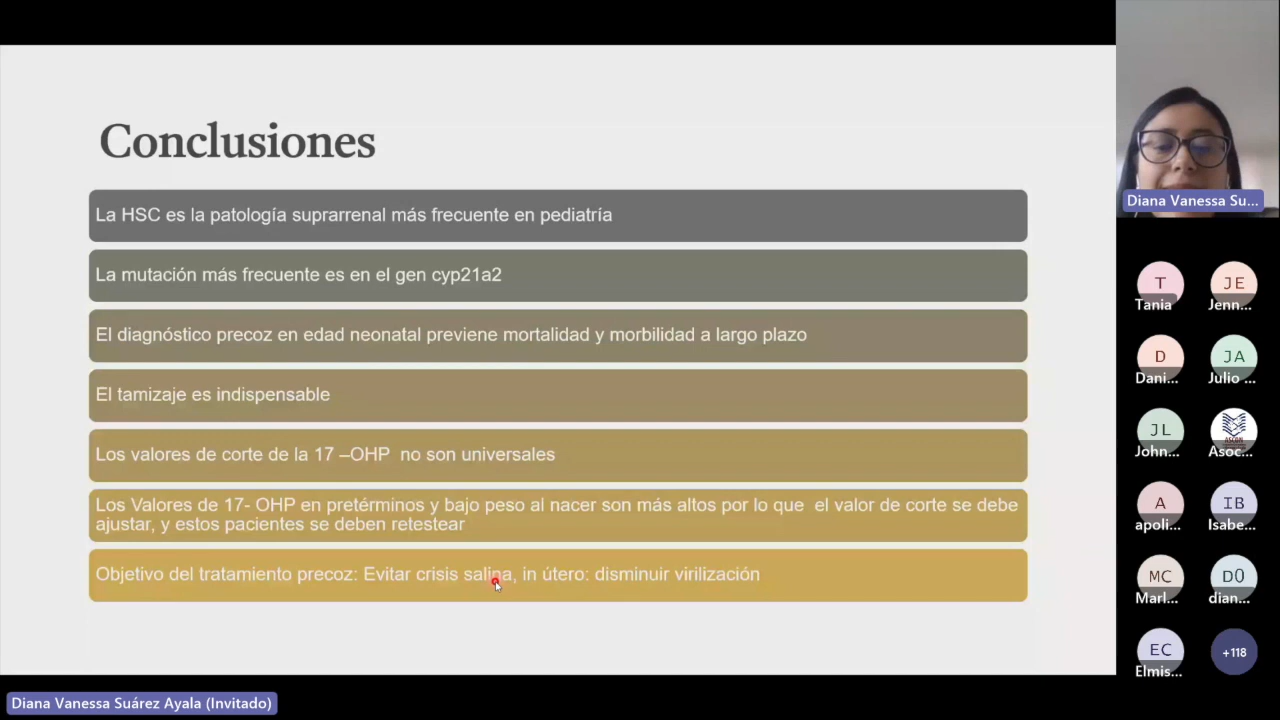 Conclusiones
La HSC es la patología suprarrenal más frecuente en pediatría
La mutación más frecuente es en el gen cyp21a2
El diagnóstico precoz en edad neonatal previene mortalidad y morbilidad a largo plazo
El tamizaje es indispensable
Los valores de corte de la 17 –OHP  no son universales
Los Valores de 17- OHP en pretérminos y bajo peso al nacer son más altos por lo que  el valor de corte se debe
ajustar, y estos pacientes se deben retestear
Objetivo del tratamiento precoz: Evitar crisis salina, in útero: disminuir virilización
Diana Vanessa Su...
T
Tania
JE
Jenn...
D
Dani...
JA
Julio ...
JL
John...
Asoc...
A
apoli...
IB
Isabe...
MC
Marl...
D0
dian...
EC
Elmis...
+118
Diana Vanessa Suárez Ayala (Invitado)